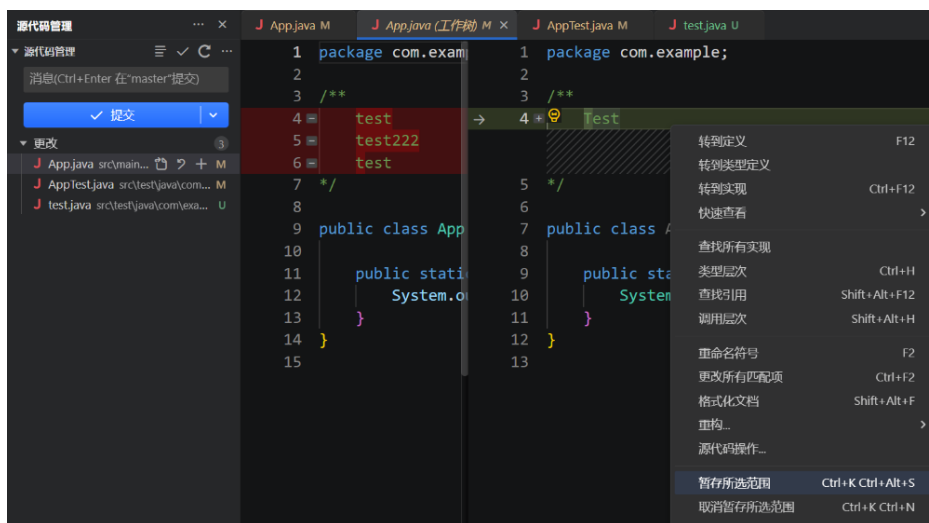 源代码管理
源代码管理
消息(Ctrl+Enter 在"master"提交)
提交
更改 3
J App.java src\main... M
J AppTest.java src\test\java\com... M
J test.java src\test\java\com\exa... U
J App.java M
J App.java (工作树) M
J AppTest.java M
J test.java U
1 package com.exam
2
3 /**
4 test
5 test222
6 test
7 */
8
9 public class App
10
11 public stati
12 System.o
13 }
14 }
15
1 package com.example;
2
3 /**
4 Test
5 */
6
7 public class A
8
9 public sta
10 System
11 }
12 }
13
转到定义 F12
转到类型定义
转到实现 Ctrl+F12
快速查看
查找所有实现
类型层次 Ctrl+H
查找引用 Shift+Alt+F12
调用层次 Shift+Alt+H
重命名符号 F2
更改所有匹配项 Ctrl+F2
格式化文档 Shift+Alt+F
重构...
源代码操作...
暂存所选范围 Ctrl+K Ctrl+Alt+S
取消暂存所选范围 Ctrl+K Ctrl+N